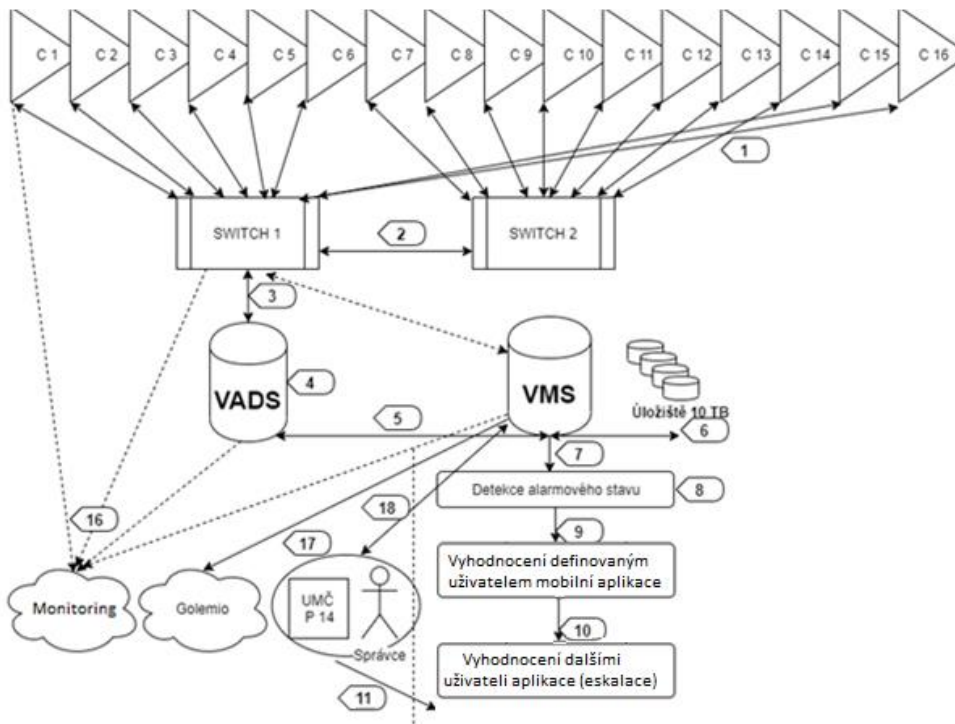 C 1
C 2
C 3
C 4
C 5
C 6
C 7
C 8
C 9
C 10
C 11
C 12
C 13
C 14
C 15
C 16
1
SWITCH 1
2
SWITCH 2
3
VADS
4
VMS
Úložiště 10 TB
5
6
7
Detekce alarmového stavu
8
9
16
18
17
Vyhodnocení definovaným
uživatelem mobilní aplikace
Monitoring
Golemio
UMČ
P 14
Správce
10
Vyhodnocení dalšími
uživateli aplikace (eskalace)
11